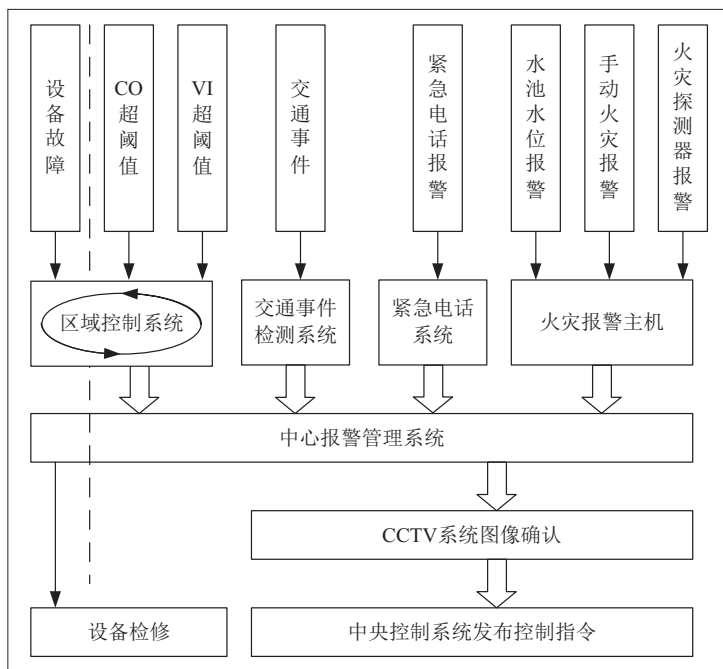 设备故障
CO超阈值
VI超阈值
交通事件
紧急电话报警
水池水位报警
手动火灾报警
火灾探测器报警
区域控制系统
交通事件
检测系统
紧急电话
系统
火灾报警主机
中心报警管理系统
CCTV系统图像确认
设备检修
中央控制系统发布控制指令